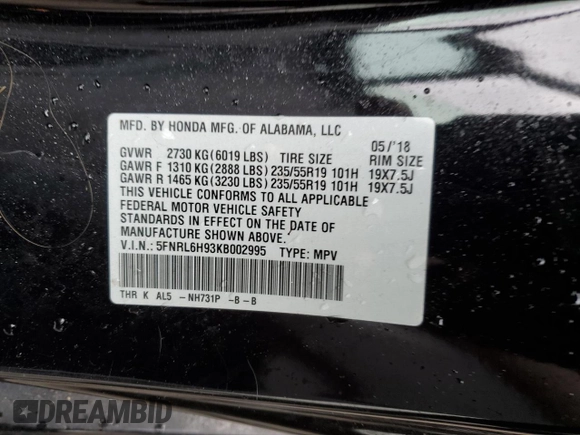 MFD. BY HONDA MFG. OF ALABAMA, LLC 05/'18
GVWR 2730 KG(6019 LBS) TIRE SIZE RIM SIZE
GAWR F 1310 KG(2888 LBS)235/55R19 101H 19X7.5J
GAWR R 1465 KG(3230 LBS)235/55R19 101H 19X7.5J
THIS VEHICLE CONFORMS TO ALL APPLICABLE
FEDERAL MOTOR VEHICLE SAFETY
STANDARDS IN EFFECT ON THE DATE OF
MANUFACTURE SHOWN ABOVE.
V.I.N.: 5FNRL6H93KB002995 TYPE: MPV
THR K AL5 -NH731P -B-B
DREAMBID